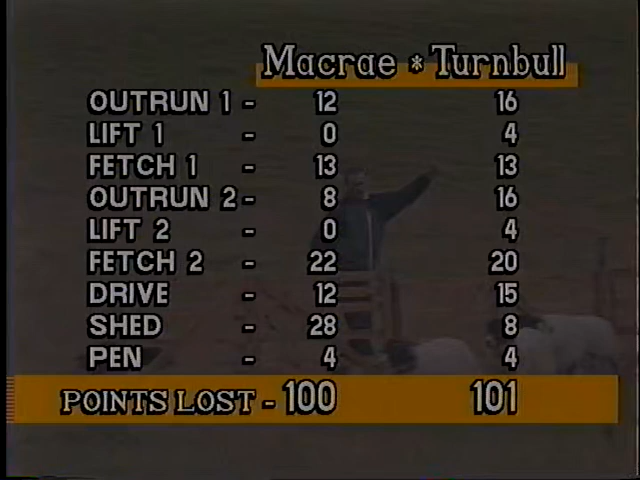 Macrae * Turnbull
OUTRUN 1 - 12 16
LIFT 1 - 0 4
FETCH 1 - 13 13
OUTRUN 2 - 8 16
LIFT 2 - 0 4
FETCH 2 - 22 20
DRIVE - 12 15
SHED - 28 8
PEN - 4 4
POINTS LOST - 100 101